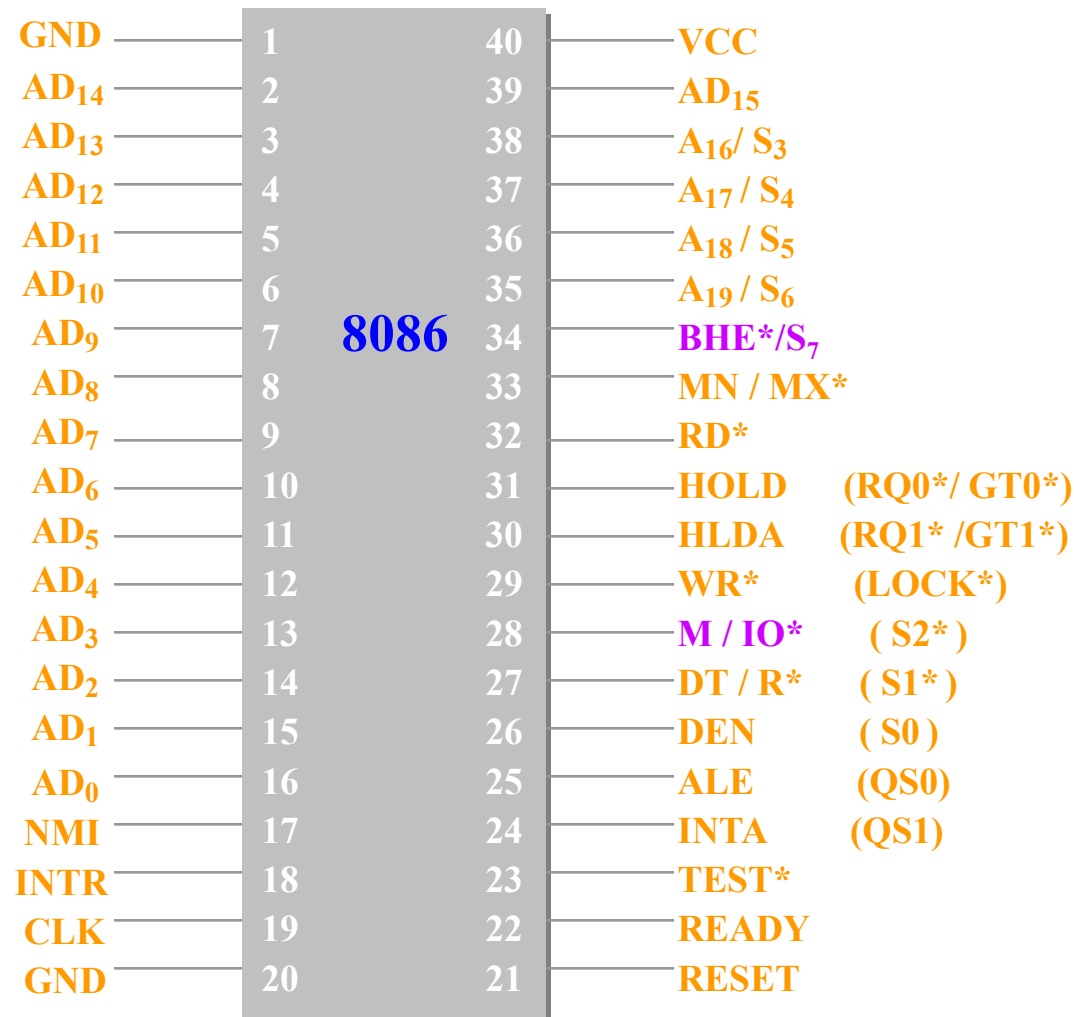 GND 1 40 VCC
AD14 2 39 AD15
AD13 3 38 A16/ S3
AD12 4 37 A17 / S4
AD11 5 36 A18 / S5
AD10 6 35 A19 / S6
AD9 7 8086 34 BHE*/S7
AD8 8 33 MN / MX*
AD7 9 32 RD*
AD6 10 31 HOLD (RQ0*/ GT0*)
AD5 11 30 HLDA (RQ1* /GT1*)
AD4 12 29 WR* (LOCK*)
AD3 13 28 M / IO* ( S2* )
AD2 14 27 DT / R* ( S1* )
AD1 15 26 DEN ( S0 )
AD0 16 25 ALE (QS0)
NMI 17 24 INTA (QS1)
INTR 18 23 TEST*
CLK 19 22 READY
GND 20 21 RESET